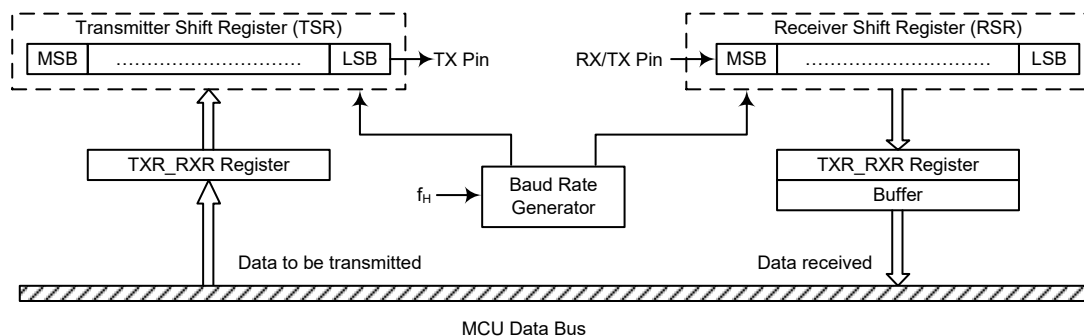 Transmitter Shift Register (TSR)
Receiver Shift Register (RSR)
MSB ………………………… LSB
TX Pin
RX/TX Pin
MSB ………………………… LSB
TXR_RXR Register
fH
Baud Rate
Generator
TXR_RXR Register
Buffer
Data to be transmitted
Data received
MCU Data Bus